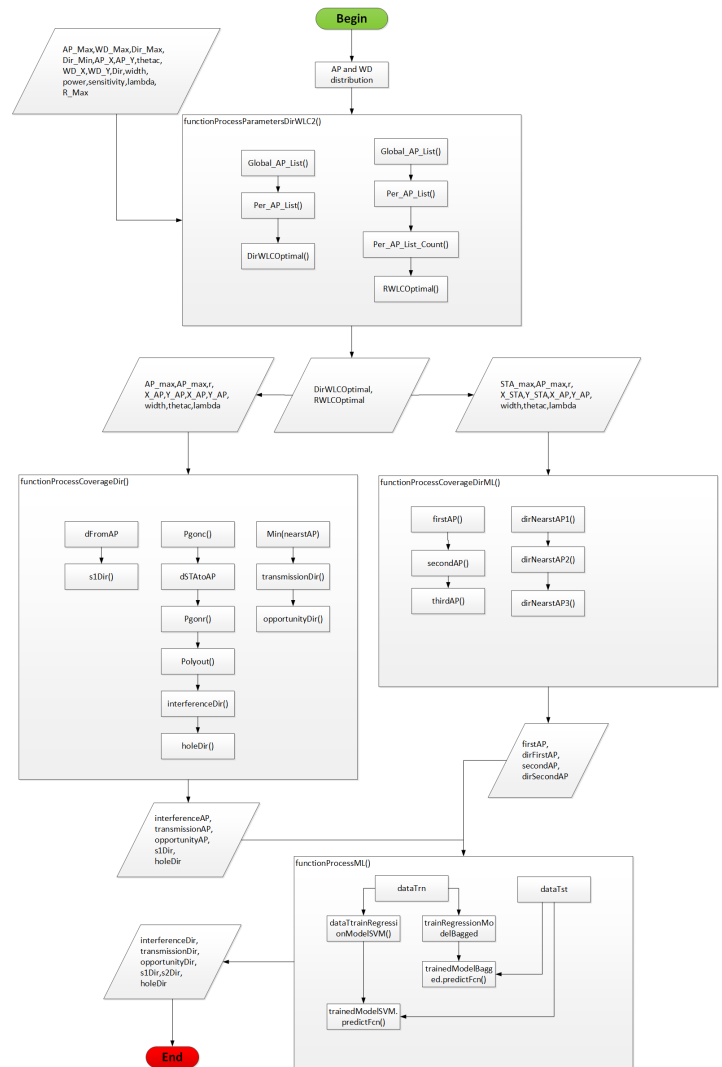 Begin
AP_Max,WD_Max,Dir_Max,
Dir_Min,AP_X,AP_Y,thetac,
WD_X,WD_Y,Dir,width,
power,sensitivity,lambda,
R_Max
AP and WD
distribution
functionProcessParametersDirWLC2()
Global_AP_List()
Per_AP_List()
DirWLCOptimal()
Global_AP_List()
Per_AP_List()
Per_AP_List_Count()
RWLCOptimal()
AP_max,AP_max,r,
X_AP,Y_AP,X_AP,Y_AP,
width,thetac,lambda
DirWLCOptimal,
RWLCOptimal
STA_max,AP_max,r,
X_STA,Y_STA,X_AP,Y_AP,
width,thetac,lambda
functionProcessCoverageDir()
dFromAP
s1Dir()
Pgonc()
dSTAtoAP
Pgonr()
Polyout()
interferenceDir()
holeDir()
Min(nearstAP)
transmissionDir()
opportunityDir()
functionProcessCoverageDirML()
firstAP()
secondAP()
thirdAP()
dirNearstAP1()
dirNearstAP2()
dirNearstAP3()
firstAP,
dirFirstAP,
secondAP,
dirSecondAP
interferenceAP,
transmissionAP,
opportunityAP,
s1Dir,
holeDir
functionProcessML()
dataTrn
dataTst
dataTtrainRegressi
onModelSVM()
trainRegressionMo
delBagged
trainedModelBagg
ed.predictFcn()
trainedModelSVM.
predictFcn()
interferenceDir,
transmissionDir,
opportunityDir,
s1Dir,s2Dir,
holeDir
End